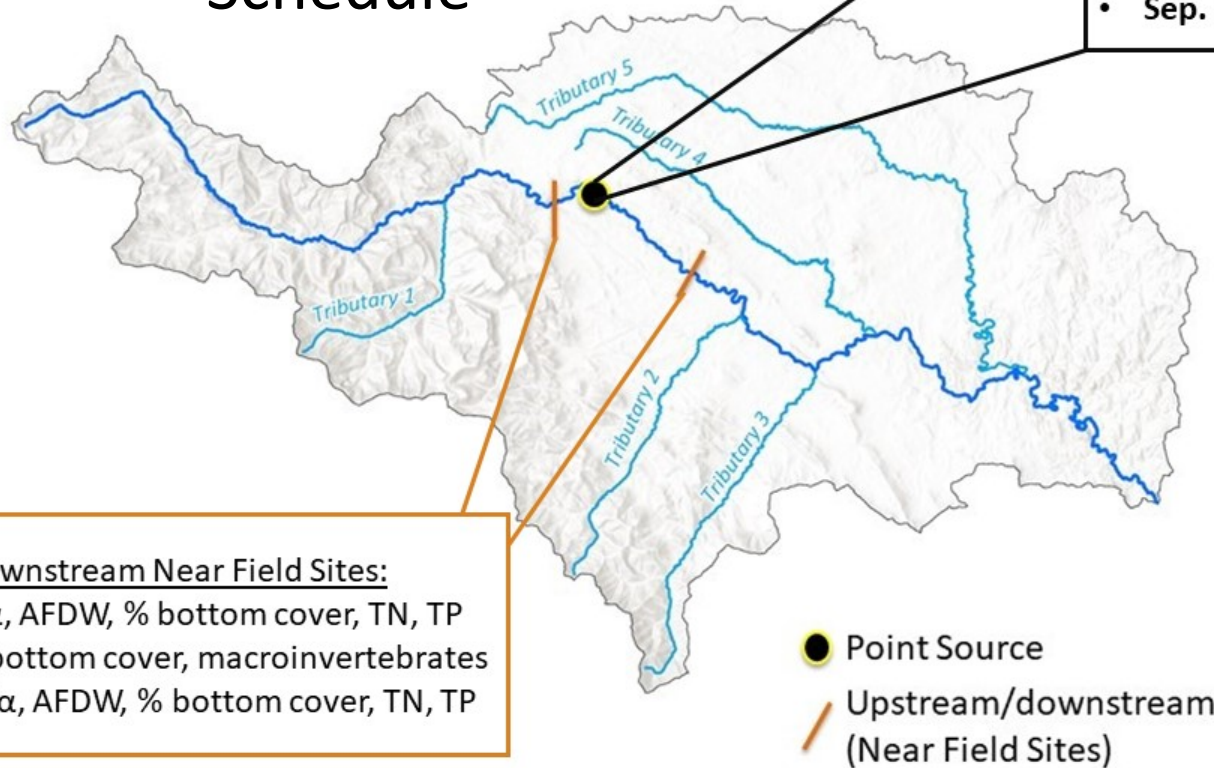 Schedule
• Sep.
Tributary 5
Tributary 4
Tributary 1
Tributary 2
Tributary 3
wnstream Near Field Sites:
, AFDW, % bottom cover, TN, TP
bottom cover, macroinvertebrates
α, AFDW, % bottom cover, TN, TP
Point Source
Upstream/downstream
(Near Field Sites)